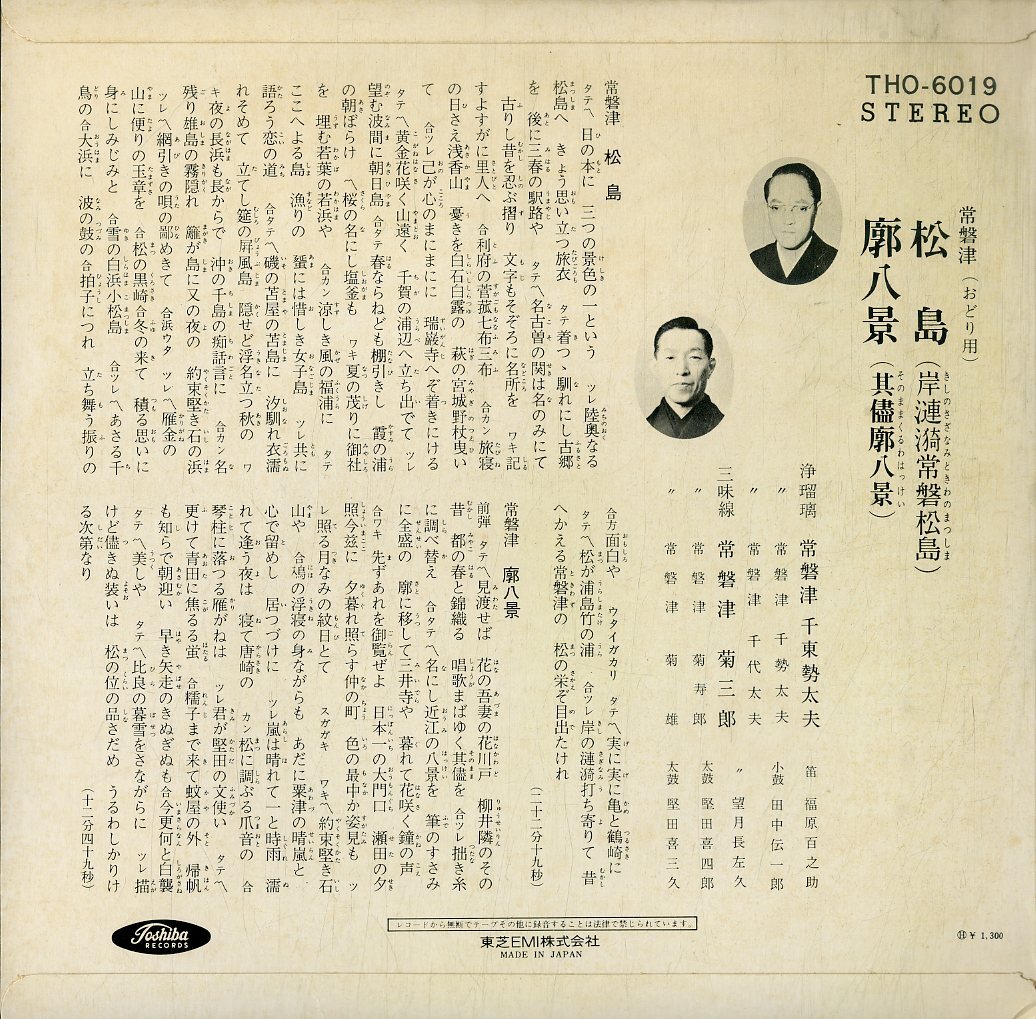 THO-6019
STEREO
常磐津（おどり用）
松島（岸漣漪常磐松島）
きしのさざなみときわのまつしま
廓八景（其儘廓八景）
そのままくるわはっけい
浄瑠璃　常磐津千東勢太夫
〃　常磐津千勢太夫
〃　常磐津千代太夫
三味線　常磐津菊三郎
〃　常磐津菊寿郎
〃　常磐津菊雄
笛　福原百之助
小鼓　田中伝一郎
〃　望月長左久
太鼓　堅田喜四郎
太鼓　堅田喜三久
常磐津　松島
タテ〽日の本に　三つの景色の一という　ツレ陸奥なる
松島へ　きょう思い立つ旅衣　タテ着つゝ馴れにし古郷
を　後に三春の駅路や　タテ〽名古曽の関は名のみにて
古りし昔を忍ぶ摺り　文字もそぞろに名所を　ワキ記
すよすがに里人へ　合利府の菅菰七布三布　合カン旅寝
の日さえ浅香山　憂きを白石白露の　萩の宮城野杖曳い
て　合ツレ己が心のまにまに　瑞巌寺へぞ着きにける
タテ〽黄金花咲く山遠く　千賀の浦辺へ立ち出でて　ツレ
望む波間に朝日島　合タテ春ならねども棚引きし　霞の浦
の朝ぼらけ　〽桜の名にし塩釜も　ワキ夏の茂りに御社
を　埋む若葉の若浜や　合カン涼しき風の福浦に　タテ
ここへよる島　漁りの　蜑には惜しき女子島　ツレ共に
語ろう恋の道　合タテ〽磯の苫屋の苫島に　汐馴れ衣濡
れそめて　立てし筵の屏風島　隠せど浮名立つ秋の　ワ
キ夜の長浜も長からで　沖の千島の痴話言に　合カン名
残り雄島の霧隠れ　籬が島に又の夜の　約束堅き石の浜
ツレ〽網引きの唄の鄙めきて　合浜ウタ　ツレ〽雁金の
山に便りの玉章を　合松の黒崎合冬の来て　積る思いに
身にしみじみと　合雪の白浜小松島　合ツレ〽あさる千
鳥の合大浜に　波の鼓の合拍子につれ　立ち舞う振りの
合方面白や　ウタイガカリ　タテ〽実に実に亀と鶴崎に
タテ〽松が浦島竹の浦　合ツレ岸の漣漪打ち寄りて　昔
へかえる常磐津の　松の栄ぞ目出たけれ
（二十二分十九秒）
常磐津　廓八景
前弾　タテ〽見渡せば　花の吾妻の花川戸　柳井隣のその
昔　都の春と錦織る　唱歌まばゆく其儘を　合ツレ拙き糸
に調べ替え　合タテ〽名にし近江の八景を　筆のすさみ
に全盛の　廓に移して三井寺や　暮れて花咲く鐘の声
合ワキ　先ずあれを御覧ぜよ　日本一の大門口　瀬田の夕
照今玆に　夕暮れ照らす仲の町　色の最中か姿見も　ツ
レ照る月なみの紋日とて　スガガキ　ワキ〽約束堅き石
山や　合鳰の浮寝の身ながらも　あだに粟津の晴嵐と
心で留めし　居つづけに　ツレ嵐は晴れて一と時雨　濡
れて逢う夜は　寝て唐崎の　カン松に調ぶる爪音の　合
琴柱に落つる雁がねは　ツレ君が堅田の文使い　タテ〽
更けて青田に焦るる蛍　合橋子まで来て蚊屋の外　帰帆
も知らで朝迎い　早き矢走のきぬぎぬも合今更何と白襲
タテ〽美しや　タテ〽比良の暮雪をさながらに　ツレ描
けど儘きぬ装いは　松の位の品さだめ　うるわしかりけ
る次第なり
（十二分四十九秒）
Toshiba
RECORDS
レコードから無断でテープその他に録音することは法律で禁じられています。
東芝EMI株式会社
MADE IN JAPAN
Ⓗ¥ 1,300